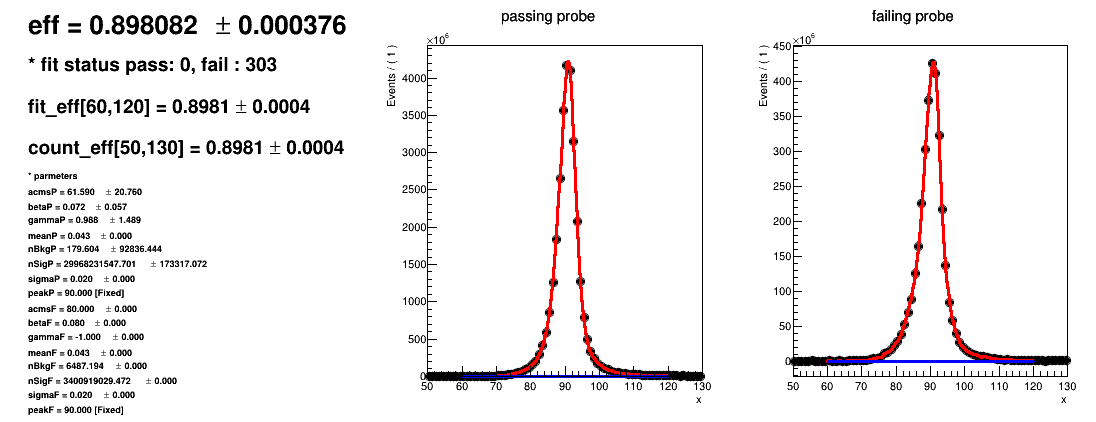 eff = 0.898082 ± 0.000376
* fit status pass: 0, fail : 303
fit_eff[60,120] = 0.8981 ± 0.0004
count_eff[50,130] = 0.8981 ± 0.0004
* parmeters
acmsP = 61.590 ± 20.760
betaP = 0.072 ± 0.057
gammaP = 0.988 ± 1.489
meanP = 0.043 ± 0.000
nBkgP = 179.604 ± 92836.444
nSigP = 29968231547.701 ± 173317.072
sigmaP = 0.020 ± 0.000
peakP = 90.000 [Fixed]
acmsF = 80.000 ± 0.000
betaF = 0.080 ± 0.000
gammaF = -1.000 ± 0.000
meanF = 0.043 ± 0.000
nBkgF = 6487.194 ± 0.000
nSigF = 3400919029.472 ± 0.000
sigmaF = 0.020 ± 0.000
peakF = 90.000 [Fixed]
passing probe
×10⁶
Events / ( 1 )
4000
3500
3000
2500
2000
1500
1000
500
0
50 60 70 80 90 100 110 120 130
x
failing probe
×10⁶
Events / ( 1 )
450
400
350
300
250
200
150
100
50
0
50 60 70 80 90 100 110 120 130
x